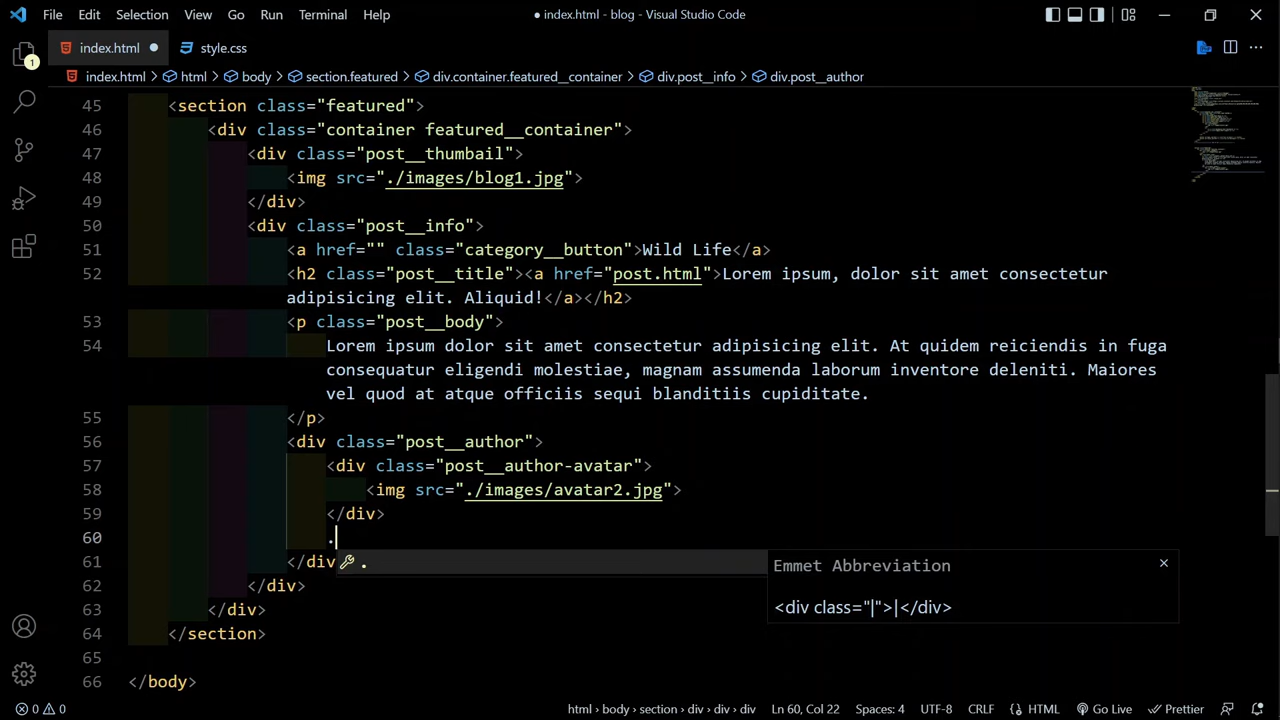 File Edit Selection View Go Run Terminal Help ● index.html - blog - Visual Studio Code
index.html ● style.css
1
index.html > html > body > section.featured > div.container.featured__container > div.post__info > div.post__author
45 <section class="featured">
46 <div class="container featured__container">
47 <div class="post__thumbail">
48 <img src="./images/blog1.jpg">
49 </div>
50 <div class="post__info">
51 <a href="" class="category__button">Wild Life</a>
52 <h2 class="post__title"><a href="post.html">Lorem ipsum, dolor sit amet consectetur
adipisicing elit. Aliquid!</a></h2>
53 <p class="post__body">
54 Lorem ipsum dolor sit amet consectetur adipisicing elit. At quidem reiciendis in fuga
consequatur eligendi molestiae, magnam assumenda laborum inventore deleniti. Maiores
vel quod at atque officiis sequi blanditiis cupiditate.
55 </p>
56 <div class="post__author">
57 <div class="post__author-avatar">
58 <img src="./images/avatar2.jpg">
59 </div>
60 .
61 </div
.
Emmet Abbreviation
<div class="|">|</div>
62 </div>
63 </div>
64 </section>
65
66 </body>
0 0 html > body > section > div > div > div Ln 60, Col 22 Spaces: 4 UTF-8 CRLF HTML Go Live Prettier